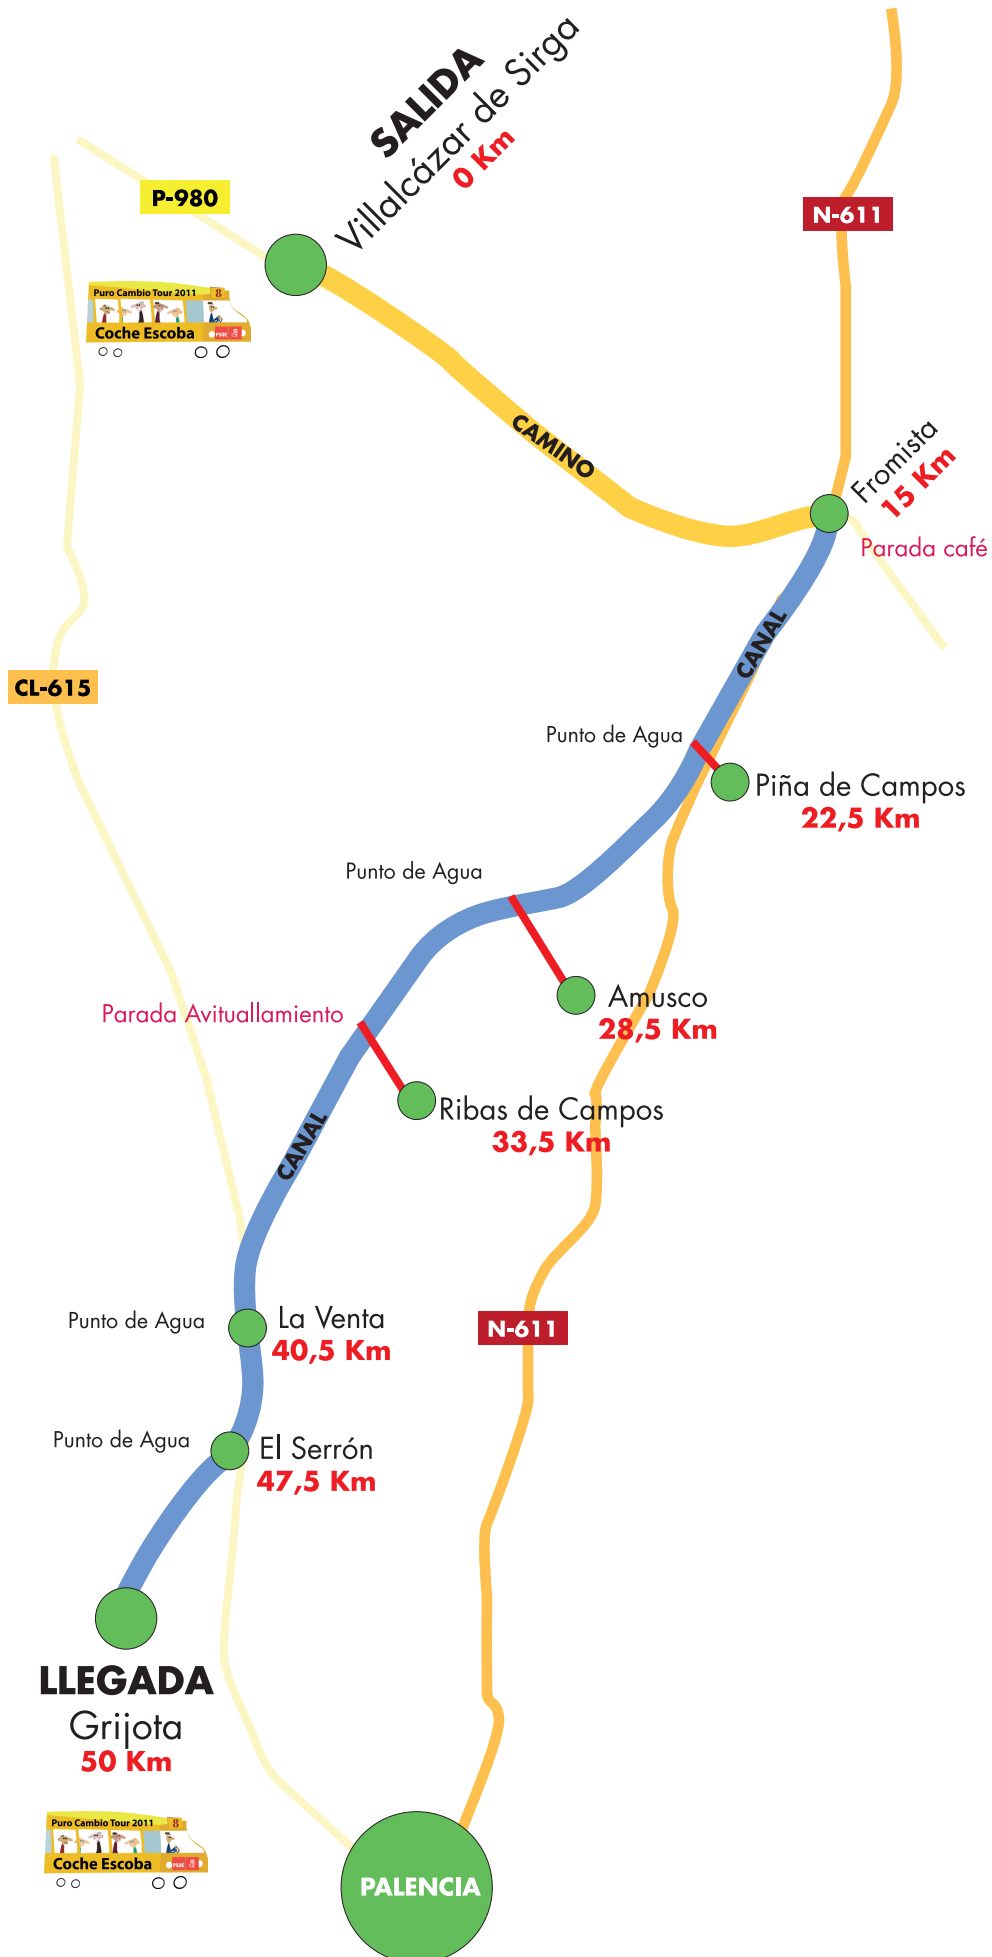 SALIDA
Villalcázar de Sirga
0 Km
P-980
N-611
Puro Cambio Tour 2011
8
Coche Escoba
PSOE
CAMINO
Fromista
15 Km
Parada café
CANAL
CL-615
Punto de Agua
Piña de Campos
22,5 Km
Punto de Agua
Amusco
28,5 Km
Parada Avituallamiento
Ribas de Campos
33,5 Km
CANAL
Punto de Agua
La Venta
40,5 Km
N-611
Punto de Agua
El Serrón
47,5 Km
LLEGADA
Grijota
50 Km
Puro Cambio Tour 2011
8
Coche Escoba
PSOE
PALENCIA